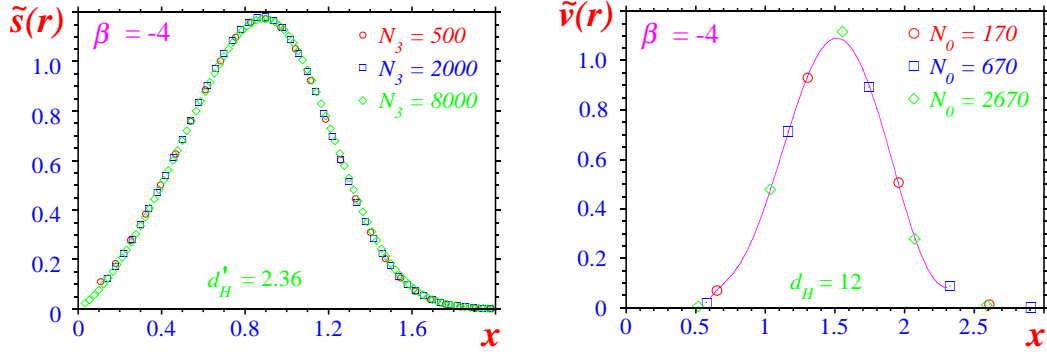 s̃(r)
β = -4
N₃ = 500
N₃ = 2000
N₃ = 8000
1.0
0.8
0.6
0.4
0.2
0
d'_H = 2.36
0 0.4 0.8 1.2 1.6 x
ṽ(r)
β = -4
N₀ = 170
N₀ = 670
N₀ = 2670
1.0
0.8
0.6
0.4
0.2
0
d_H = 12
0 0.5 1 1.5 2 2.5 x